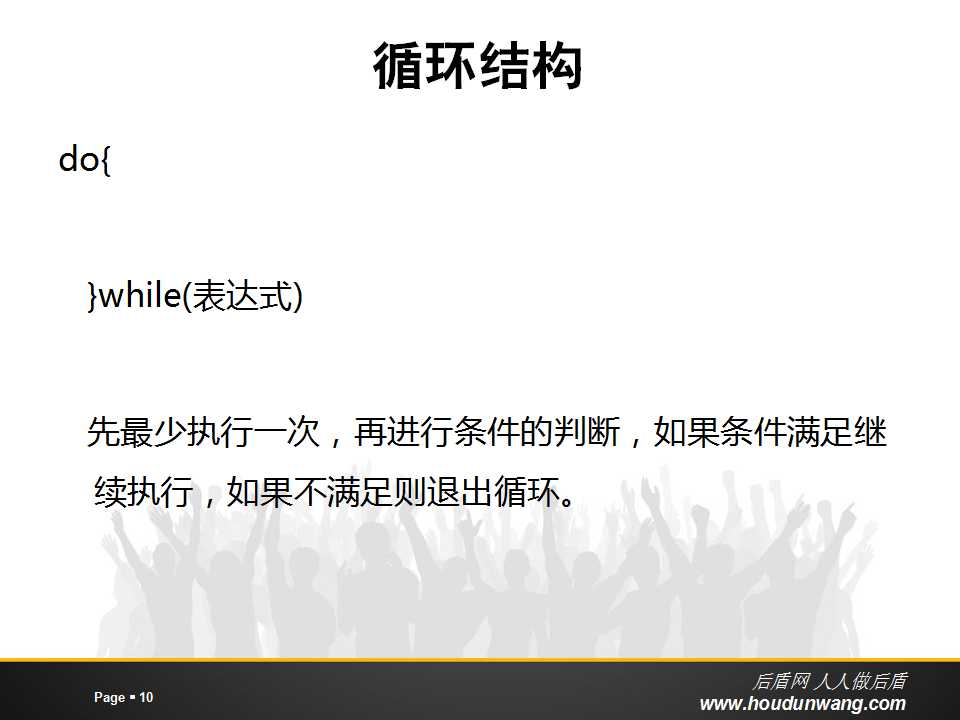 循环结构
do{
}while(表达式)
先最少执行一次，再进行条件的判断，如果条件满足继
续执行，如果不满足则退出循环。
Page ▪ 10
后盾网 人人做后盾
www.houdunwang.com